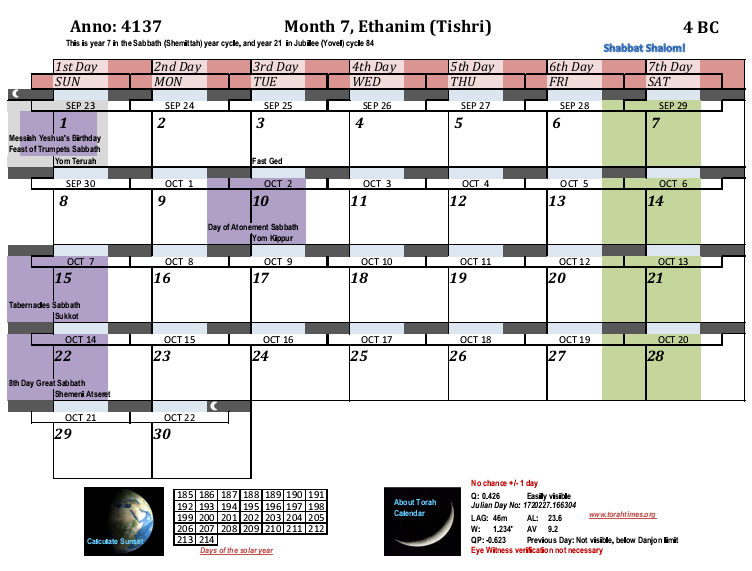 Anno: 4137 Month 7, Ethanim (Tishri) 4 BC
This is year 7 in the Sabbath (Shemittah) year cycle, and year 21 in Jubilee (Yovel) cycle 84
Shabbat Shalom!
1st Day 2nd Day 3rd Day 4th Day 5th Day 6th Day 7th Day
SUN MON TUE WED THU FRI SAT
SEP 23 SEP 24 SEP 25 SEP 26 SEP 27 SEP 28 SEP 29
1 2 3 4 5 6 7
Messiah Yeshua's Birthday
Feast of Trumpets Sabbath
Yom Teruah Fast Ged
SEP 30 OCT 1 OCT 2 OCT 3 OCT 4 OCT 5 OCT 6
8 9 10 11 12 13 14
Day of Atonement Sabbath
Yom Kippur
OCT 7 OCT 8 OCT 9 OCT 10 OCT 11 OCT 12 OCT 13
15 16 17 18 19 20 21
Tabernacles Sabbath
Sukkot
OCT 14 OCT 15 OCT 16 OCT 17 OCT 18 OCT 19 OCT 20
22 23 24 25 26 27 28
8th Day Great Sabbath
Shemeni Atseret
OCT 21 OCT 22
29 30
Calculate Sunset
185 186 187 188 189 190 191
192 193 194 195 196 197 198
199 200 201 202 203 204 205
206 207 208 209 210 211 212
213 214
Days of the solar year
About Torah
Calendar
No chance +/- 1 day
Q: 0.426 Easily visible
Julian Day No: 1720227.166304
LAG: 46m AL: 23.6
W: 1.234' AV 9.2
QP: -0.623 Previous Day: Not visible, below Danjon limit
Eye Witness verification not necessary
www.torahtimes.org